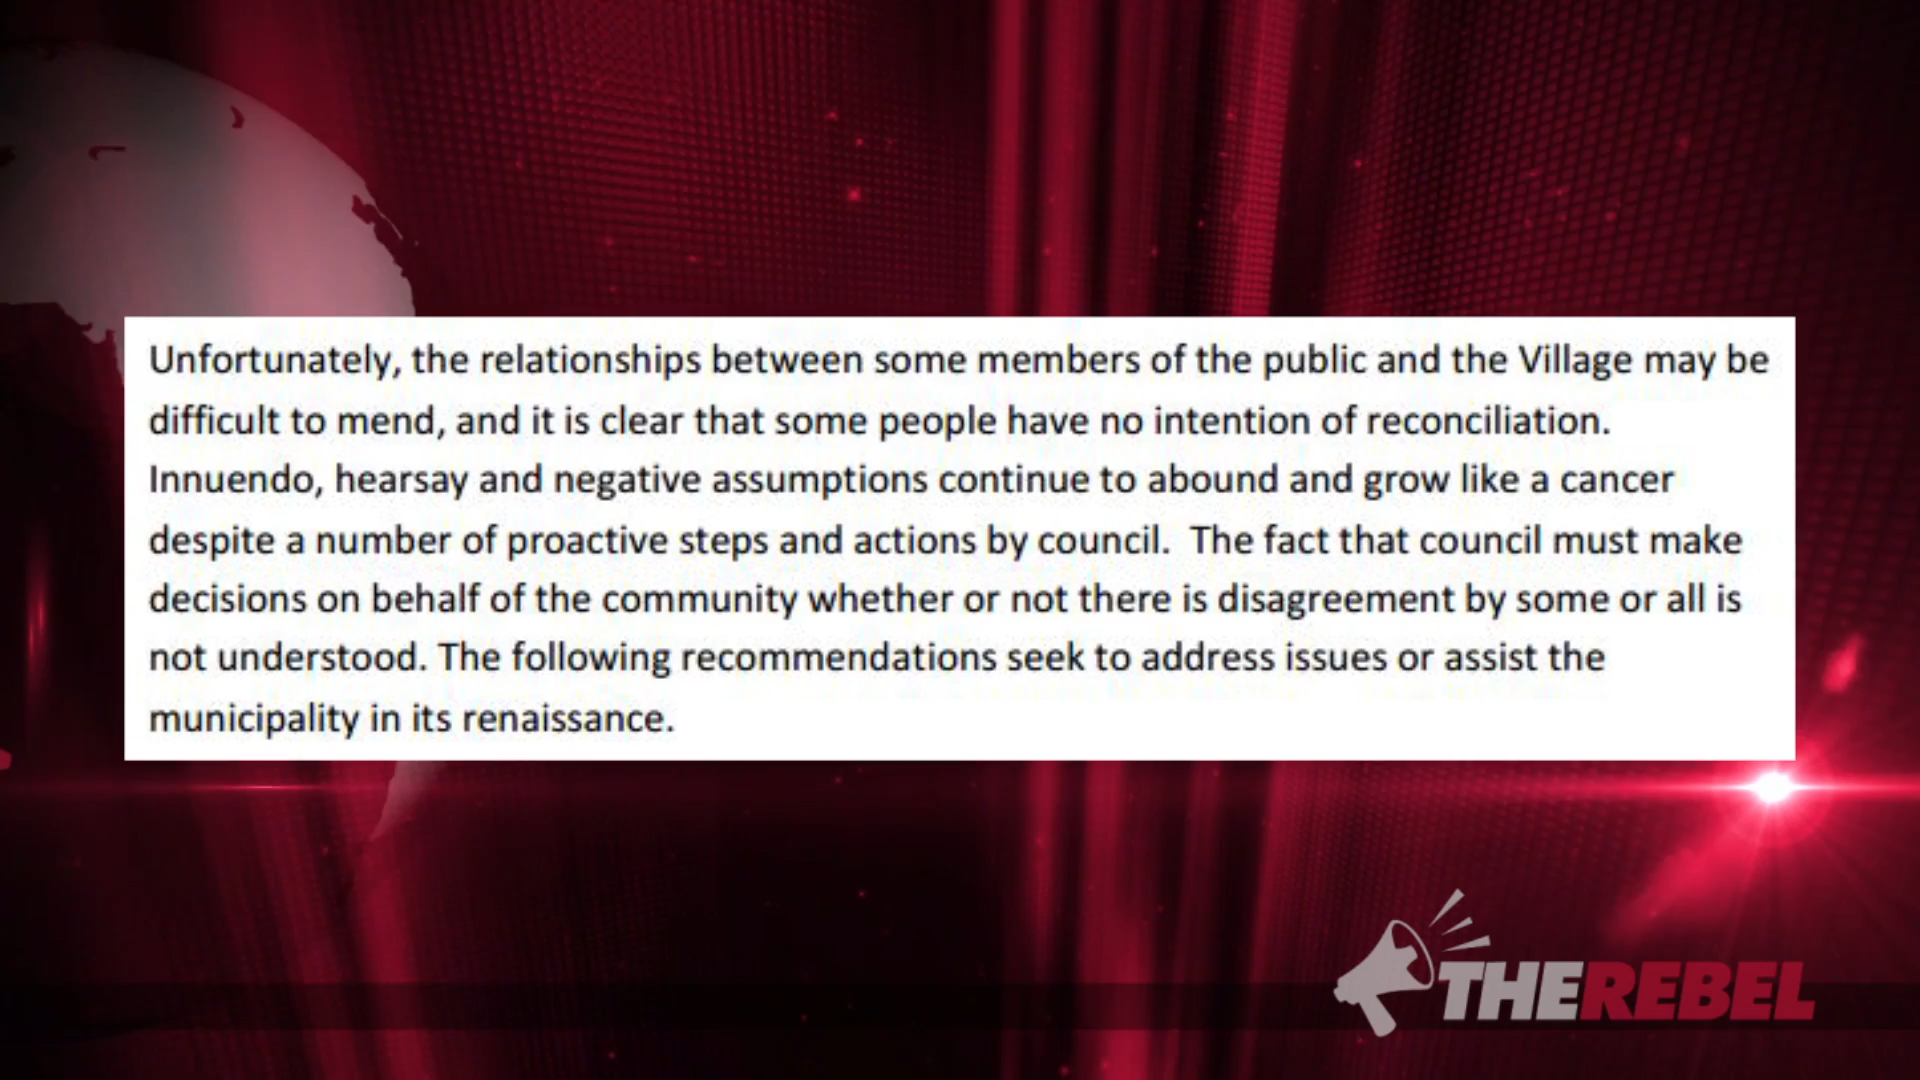 Unfortunately, the relationships between some members of the public and the Village may be
difficult to mend, and it is clear that some people have no intention of reconciliation.
Innuendo, hearsay and negative assumptions continue to abound and grow like a cancer
despite a number of proactive steps and actions by council.  The fact that council must make
decisions on behalf of the community whether or not there is disagreement by some or all is
not understood. The following recommendations seek to address issues or assist the
municipality in its renaissance.
THEREBEL